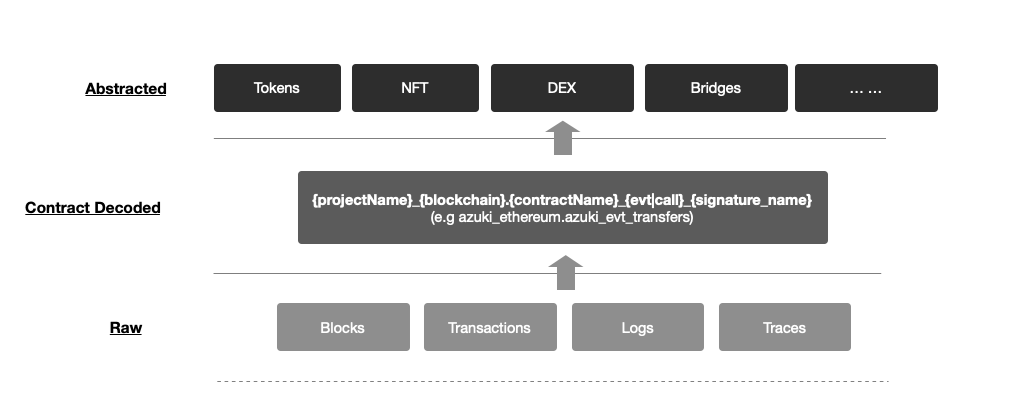 Abstracted
Tokens
NFT
DEX
Bridges
... ...
Contract Decoded
{projectName}_{blockchain}.{contractName}_{evt|call}_{signature_name}
(e.g azuki_ethereum.azuki_evt_transfers)
Raw
Blocks
Transactions
Logs
Traces